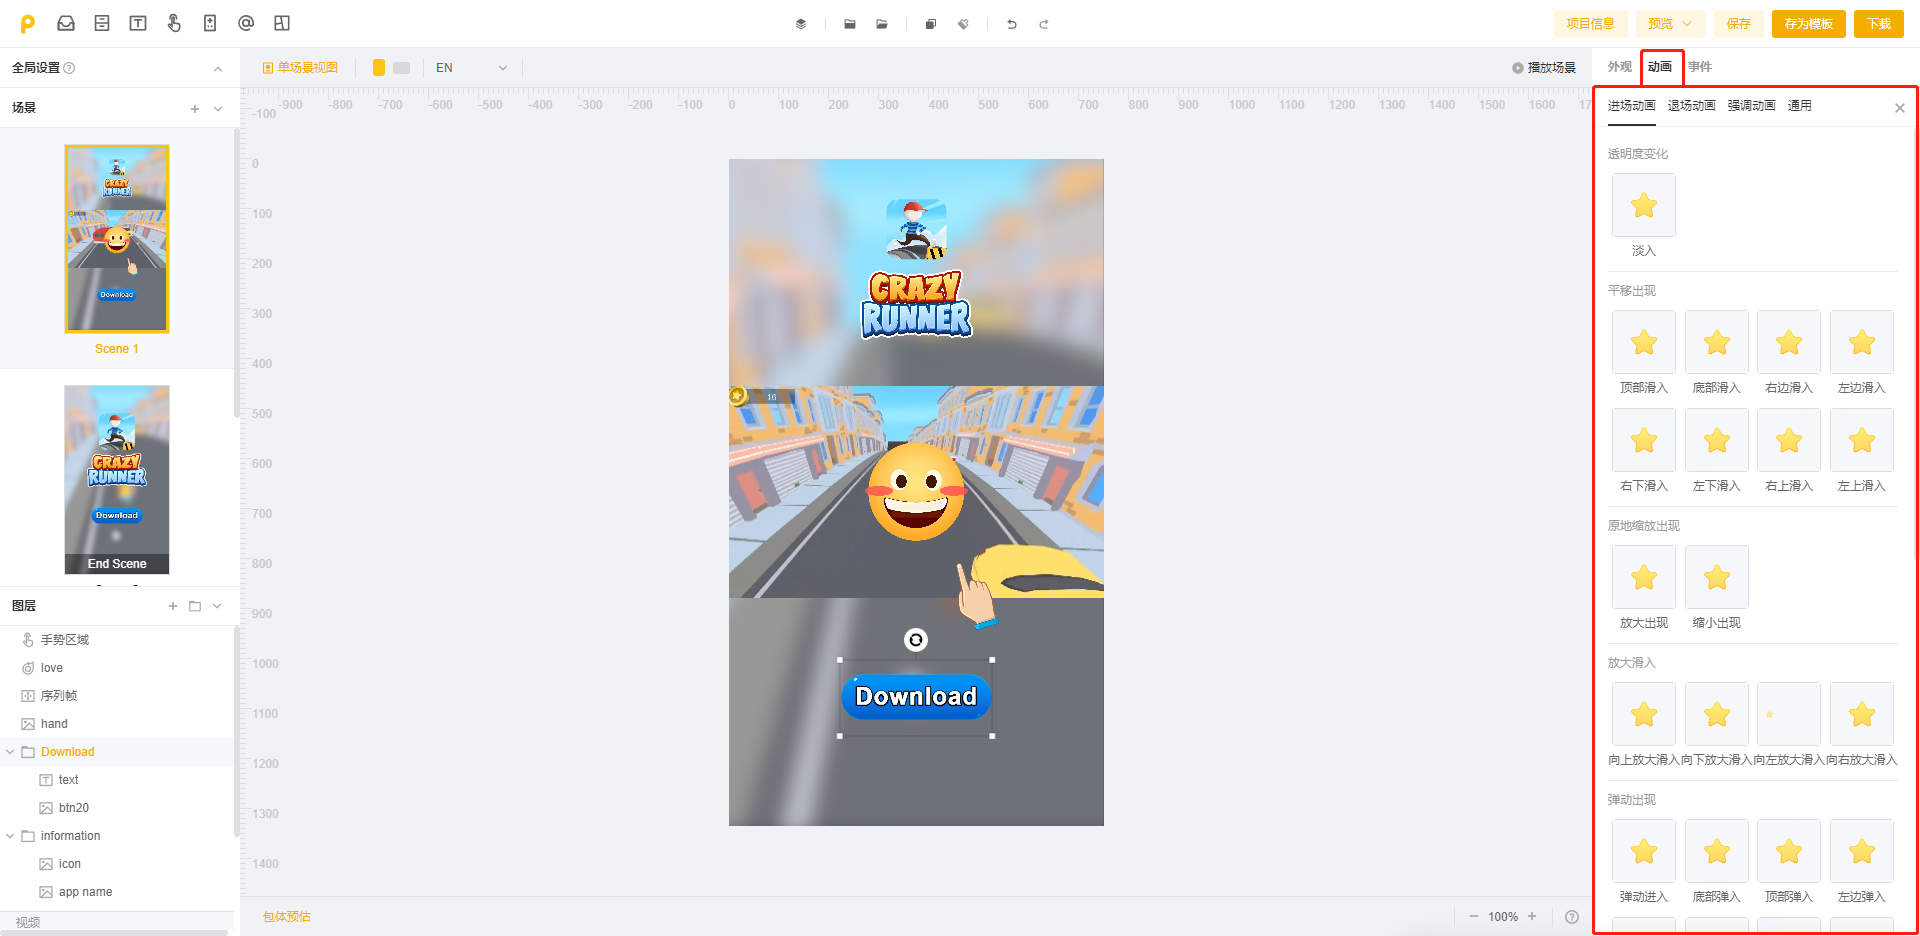 项目信息
预览
保存
存为模板
下载
全局设置
单场景视图
EN
播放场景
外观 动画 事件
场景
-900 -800 -700 -600 -500 -400 -300 -200 -100 0 100 200 300 400 500 600 700 800 900 1000 1100 1200 1300 1400 1500 1600 17
-100
0
100
200
300
400
500
600
700
800
900
1000
1100
1200
1300
1400
CRAZY
RUNNER
Download
Scene 1
CRAZY
RUNNER
Download
End Scene
图层
手势区域
love
序列帧
hand
Download
text
btn20
information
icon
app name
视频
CRAZY
RUNNER
16
Download
包体预估
100%
进场动画 退场动画 强调动画 通用
透明度变化
淡入
平移出现
顶部滑入 底部滑入 右边滑入 左边滑入
右下滑入 左下滑入 右上滑入 左上滑入
原地缩放出现
放大出现 缩小出现
放大滑入
向上放大滑入 向下放大滑入 向左放大滑入 向右放大滑入
弹动出现
弹动进入 底部弹入 顶部弹入 左边弹入